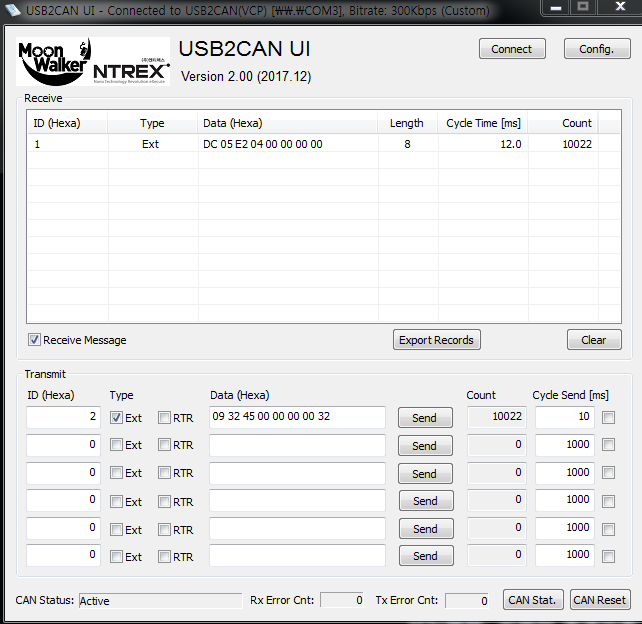 USB2CAN UI - Connected to USB2CAN(VCP) [₩₩.₩COM3], Bitrate: 300Kbps (Custom)
Moon Walker
(주)엔티렉스
NTREX
Nano Technology Revolution eXecute
USB2CAN UI
Version 2.00 (2017.12)
Connect
Config.
Receive
ID (Hexa) Type Data (Hexa) Length Cycle Time [ms] Count
1 Ext DC 05 E2 04 00 00 00 00 8 12.0 10022
Receive Message
Export Records
Clear
Transmit
ID (Hexa) Type Data (Hexa) Count Cycle Send [ms]
2 Ext RTR 09 32 45 00 00 00 00 32 Send 10022 10
0 Ext RTR Send 0 1000
0 Ext RTR Send 0 1000
0 Ext RTR Send 0 1000
0 Ext RTR Send 0 1000
0 Ext RTR Send 0 1000
CAN Status: Active Rx Error Cnt: 0 Tx Error Cnt: 0 CAN Stat. CAN Reset